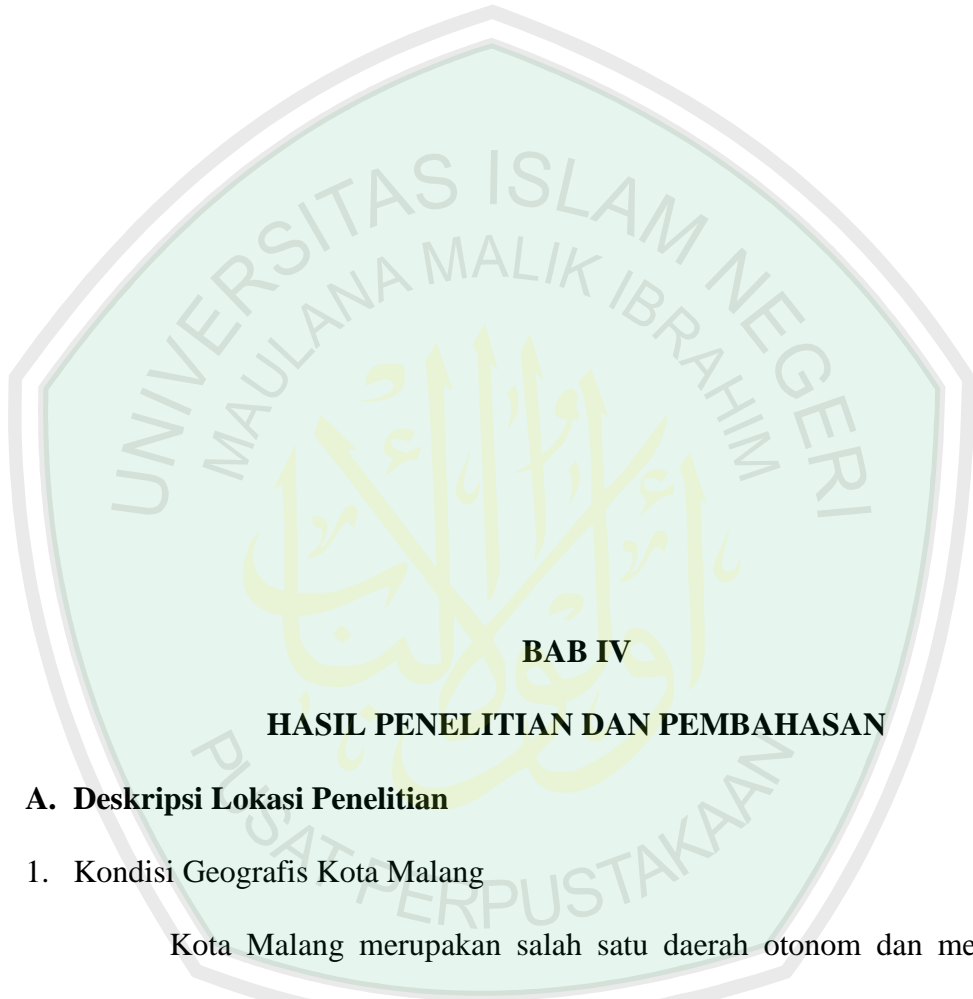 UNIVERSITAS ISLAM NEGERI
MAULANA MALIK IBRAHIM
BAB IV
HASIL PENELITIAN DAN PEMBAHASAN
A. Deskripsi Lokasi Penelitian
1. Kondisi Geografis Kota Malang
PUSAT PERPUSTAKAAN
Kota Malang merupakan salah satu daerah otonom dan